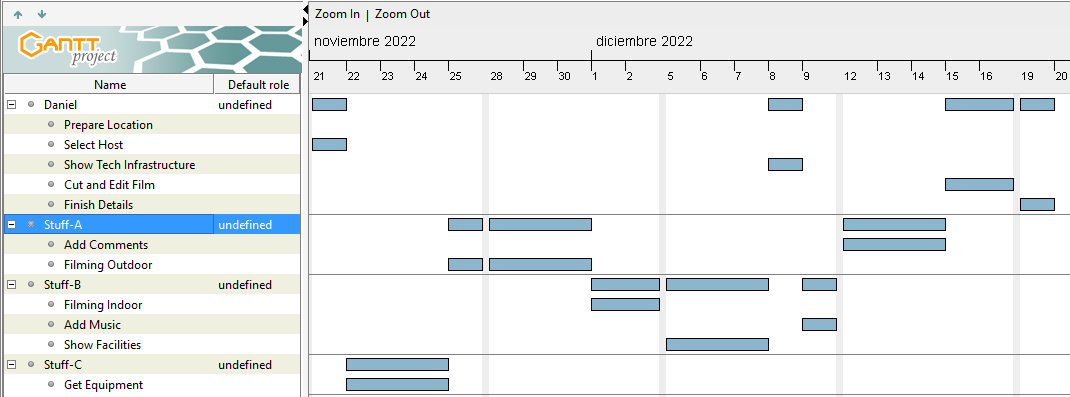 Zoom In | Zoom Out
GANTT
project
noviembre 2022
diciembre 2022
Name
Default role
21 22 23 24 25 28 29 30 1 2 5 6 7 8 9 12 13 14 15 16 19 20
Daniel undefined
Prepare Location
Select Host
Show Tech Infrastructure
Cut and Edit Film
Finish Details
Stuff-A undefined
Add Comments
Filming Outdoor
Stuff-B undefined
Filming Indoor
Add Music
Show Facilities
Stuff-C undefined
Get Equipment